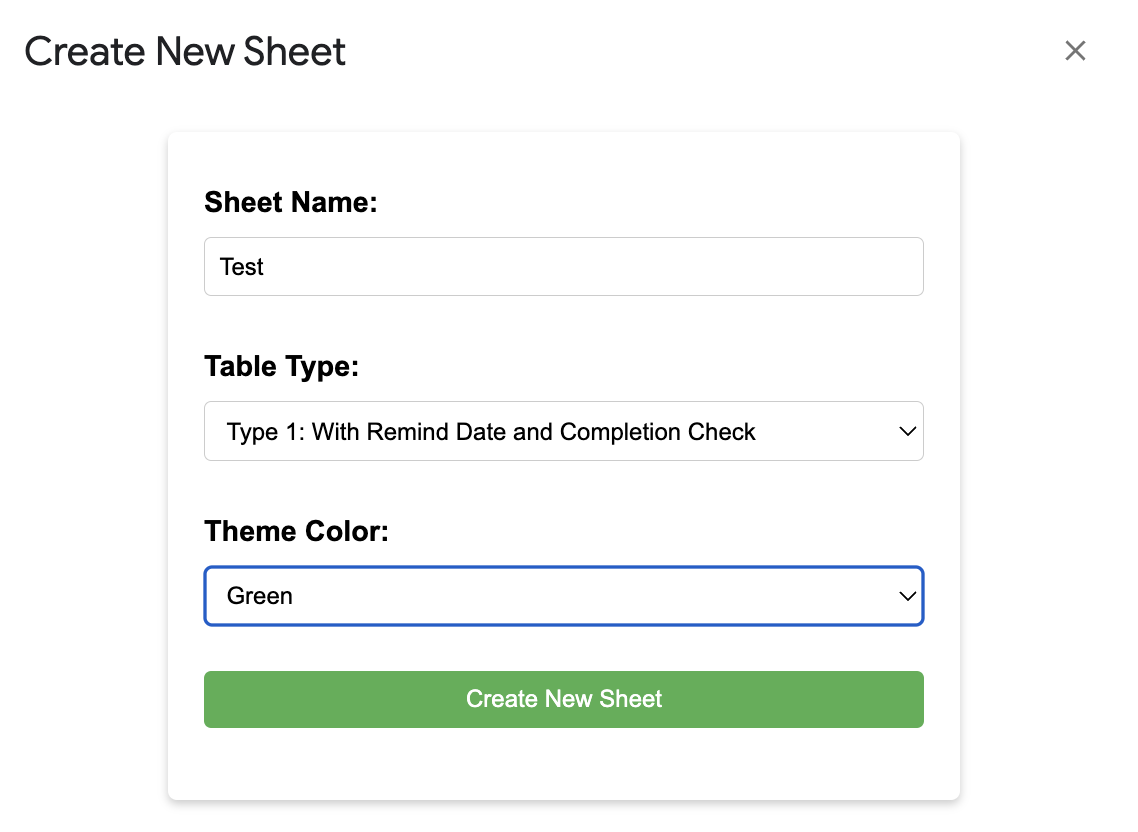 Create New Sheet
Sheet Name:
Test
Table Type:
Type 1: With Remind Date and Completion Check
Theme Color:
Green
Create New Sheet